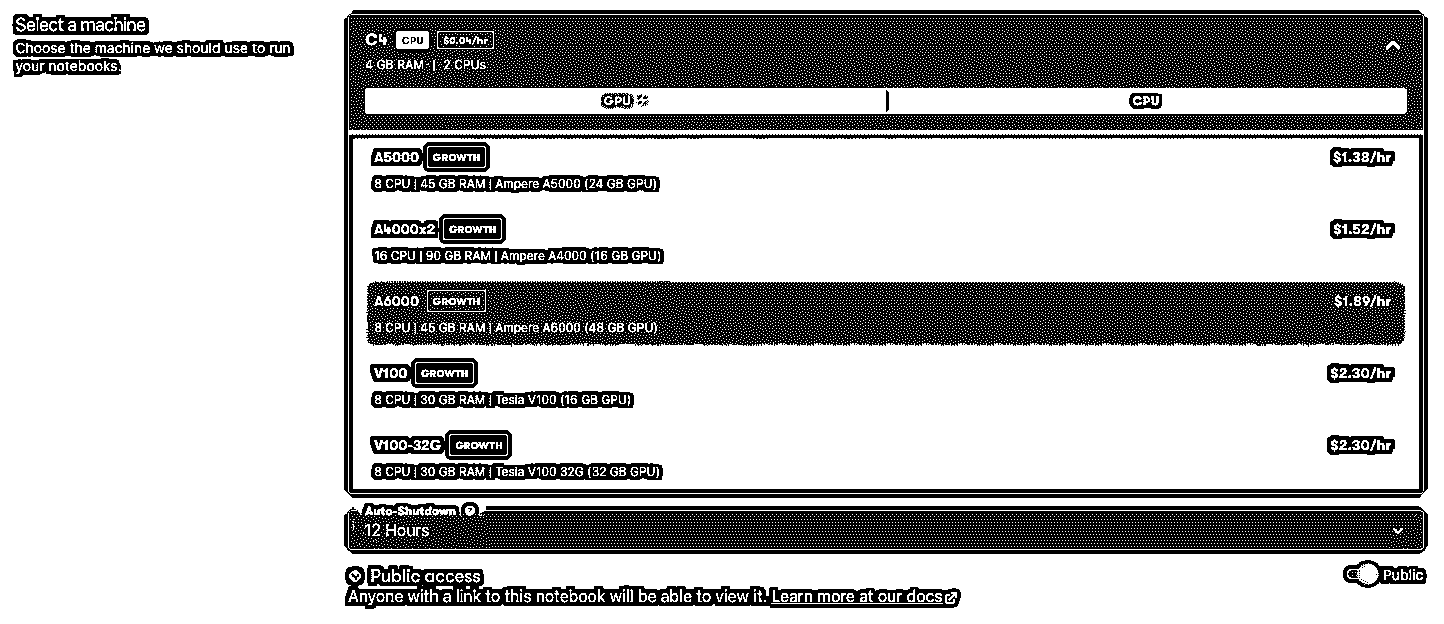 Select a machine
Choose the machine we should use to run
your notebooks.
C4 CPU $0.04/hr
4 GB RAM | 2 CPUs
GPU CPU
A5000 GROWTH $1.38/hr
8 CPU | 45 GB RAM | Ampere A5000 (24 GB GPU)
A4000x2 GROWTH $1.52/hr
16 CPU | 90 GB RAM | Ampere A4000 (16 GB GPU)
A6000 GROWTH $1.89/hr
8 CPU | 45 GB RAM | Ampere A6000 (48 GB GPU)
V100 GROWTH $2.30/hr
8 CPU | 30 GB RAM | Tesla V100 (16 GB GPU)
V100-32G GROWTH $2.30/hr
8 CPU | 30 GB RAM | Tesla V100 32G (32 GB GPU)
Auto-Shutdown ?
12 Hours
Public access Public
Anyone with a link to this notebook will be able to view it. Learn more at our docs